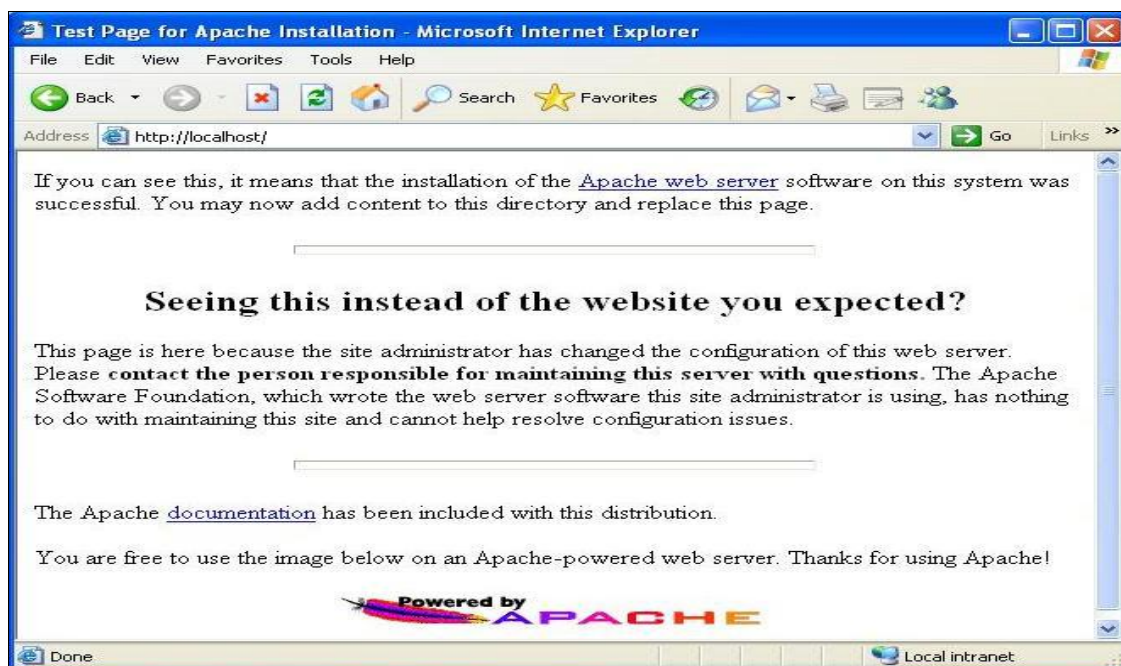 Test Page for Apache Installation - Microsoft Internet Explorer
File Edit View Favorites Tools Help
Back Search Favorites
Address http://localhost/ Go Links »
If you can see this, it means that the installation of the Apache web server software on this system was
successful. You may now add content to this directory and replace this page.
Seeing this instead of the website you expected?
This page is here because the site administrator has changed the configuration of this web server.
Please contact the person responsible for maintaining this server with questions. The Apache
Software Foundation, which wrote the web server software this site administrator is using, has nothing
to do with maintaining this site and cannot help resolve configuration issues.
The Apache documentation has been included with this distribution.
You are free to use the image below on an Apache-powered web server. Thanks for using Apache!
Powered by
APACHE
Done Local intranet